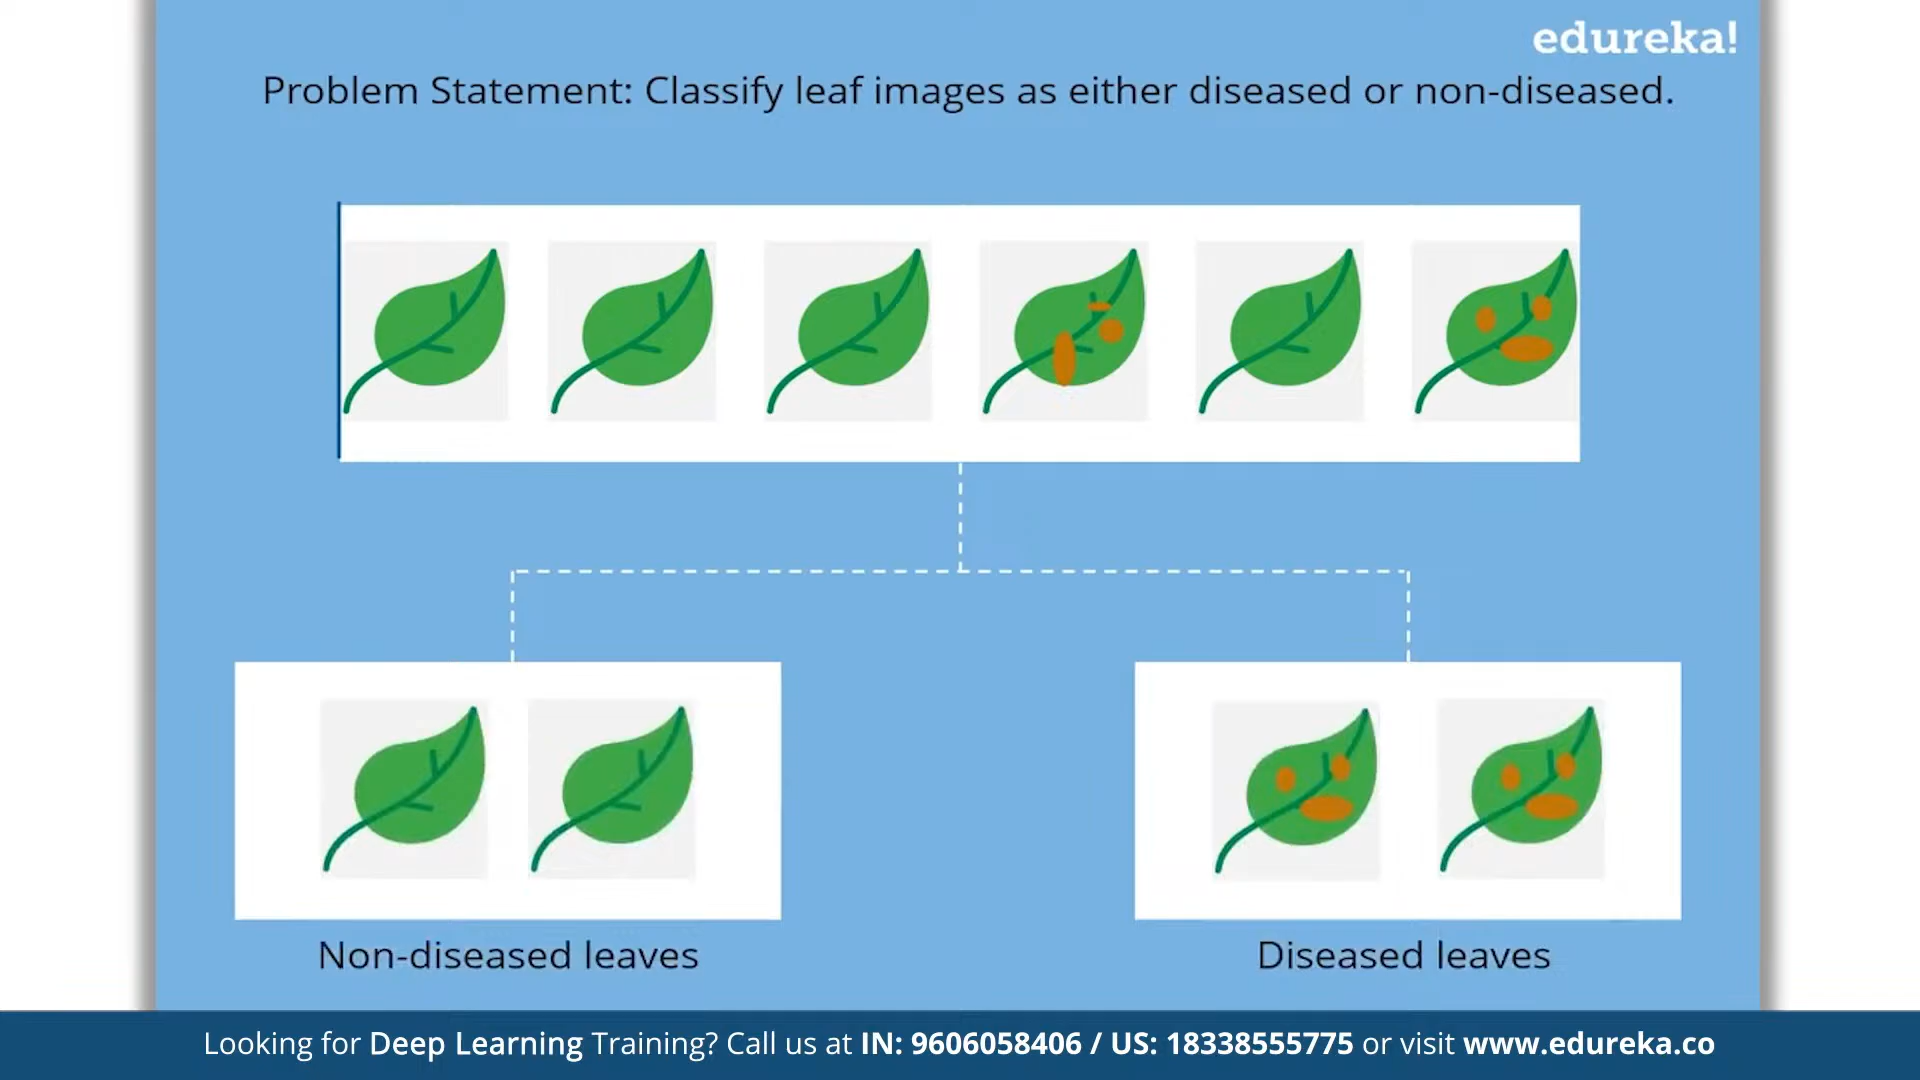 edureka!
Problem Statement: Classify leaf images as either diseased or non-diseased.
Non-diseased leaves
Diseased leaves
Looking for Deep Learning Training? Call us at IN: 9606058406 / US: 18338555775 or visit www.edureka.co